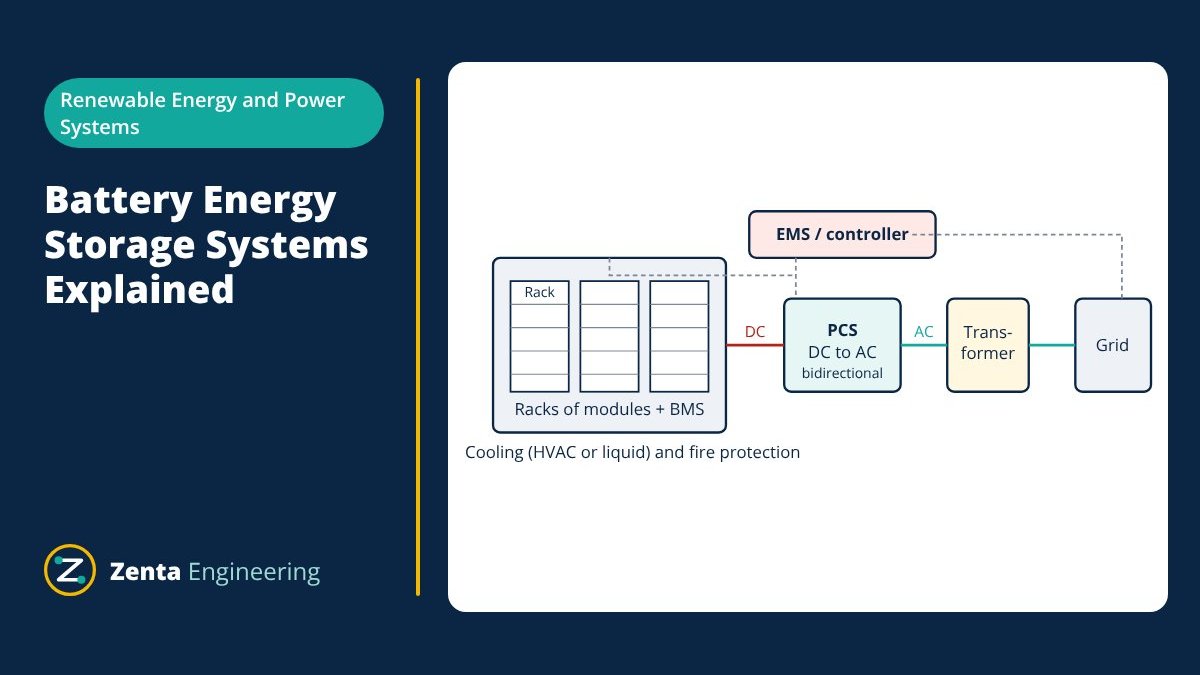 Renewable Energy and Power
Systems
Battery Energy
Storage Systems
Explained
Zenta Engineering
EMS / controller
Rack
Racks of modules + BMS
Cooling (HVAC or liquid) and fire protection
DC
PCS
DC to AC
bidirectional
AC
Trans-
former
Grid